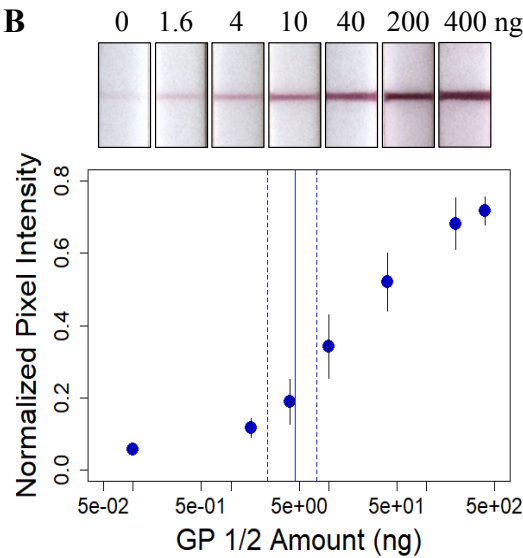 B 0 1.6 4 10 40 200 400 ng
Normalized Pixel Intensity
0.8
0.6
0.4
0.2
0.0
5e-02 5e-01 5e+00 5e+01 5e+02
GP 1/2 Amount (ng)